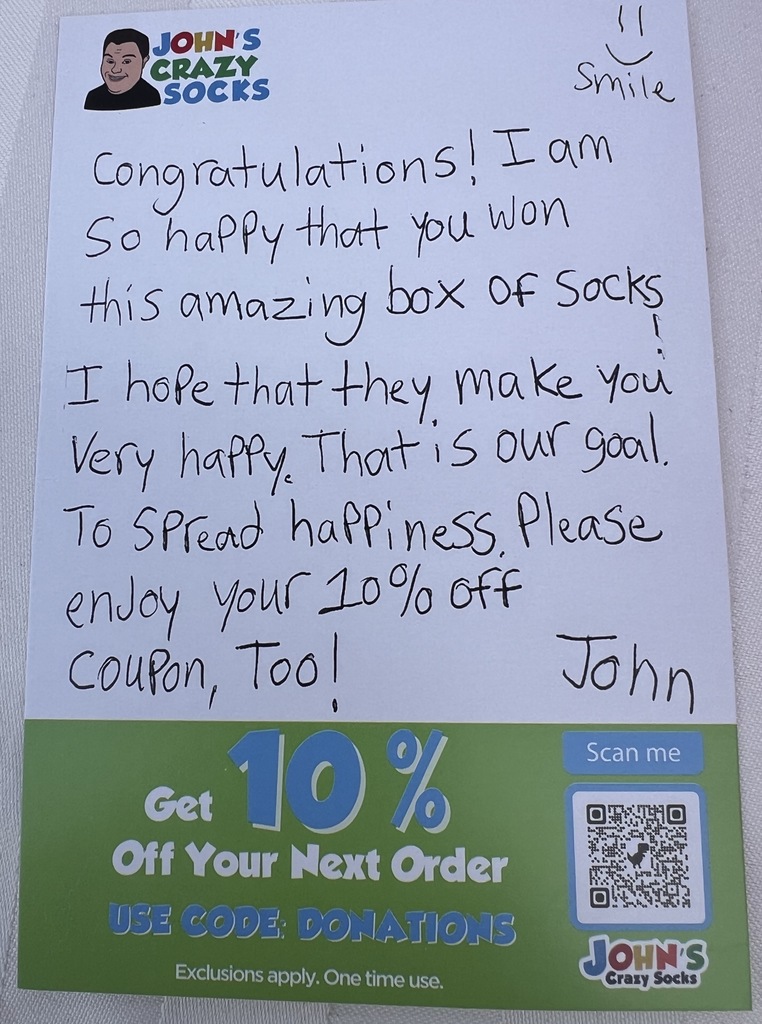 JOHN'S
CRAZY
SOCKS
Smile
Congratulations! I am
So happy that you won
this amazing box of Socks!
I hope that they make you
Very happy. That is our goal.
To Spread happiness. Please
enjoy your 10% off
Coupon, Too!
John
Get 10%
Off Your Next Order
USE CODE: DONATIONS
Exclusions apply. One time use.
Scan me
JOHN'S
Crazy Socks